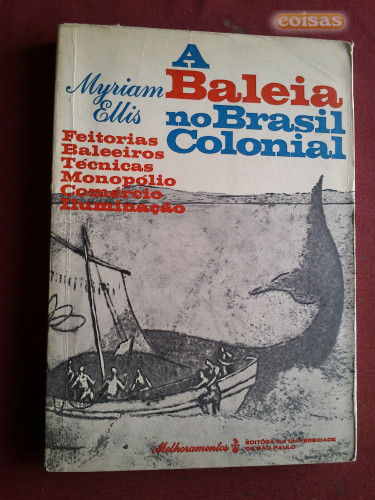 coisas
A
Baleia
no Brasil
Colonial
Myriam
Ellis
Feitorias
Baleeiros
Técnicas
Monopólio
Comércio
Iluminação
Melhoramentos
EDITÔRA DA UNIVERSIDADE
DE SÃO PAULO